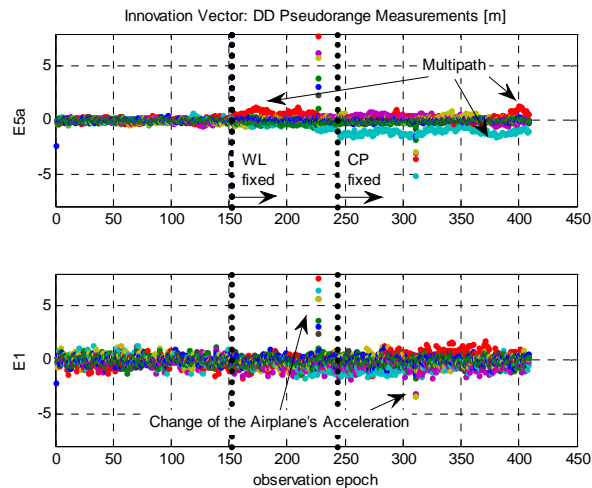 Innovation Vector: DD Pseudorange Measurements [m]
5
0
-5
E5a
Multipath
WL
fixed
CP
fixed
0 50 100 150 200 250 300 350 400 450
5
0
-5
E1
Change of the Airplane's Acceleration
0 50 100 150 200 250 300 350 400 450
observation epoch